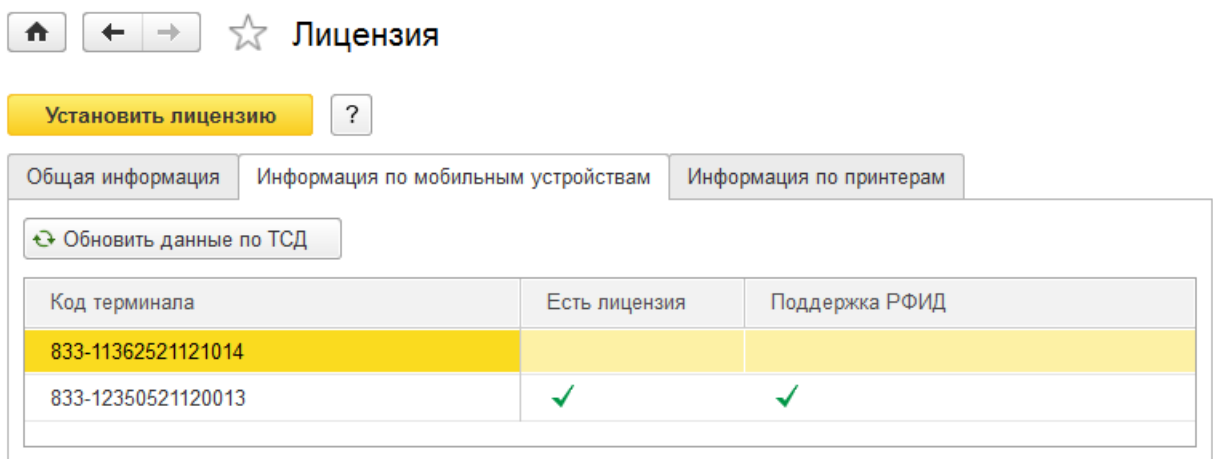 Лицензия
Установить лицензию ?
Общая информация Информация по мобильным устройствам Информация по принтерам
Обновить данные по ТСД
Код терминала Есть лицензия Поддержка РФИД
833-11362521121014
833-12350521120013